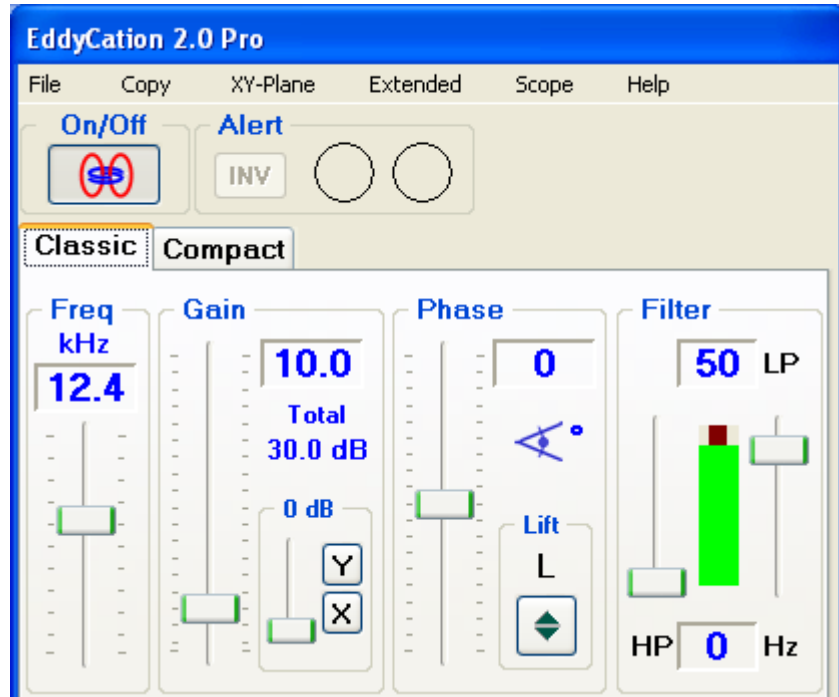 EddyCation 2.0 Pro
File Copy XY-Plane Extended Scope Help
On/Off Alert
INV
Classic Compact
Freq Gain Phase Filter
kHz
12.4
10.0
Total
30.0 dB
0 dB
Y
X
0
°
Lift
L
50 LP
HP 0 Hz